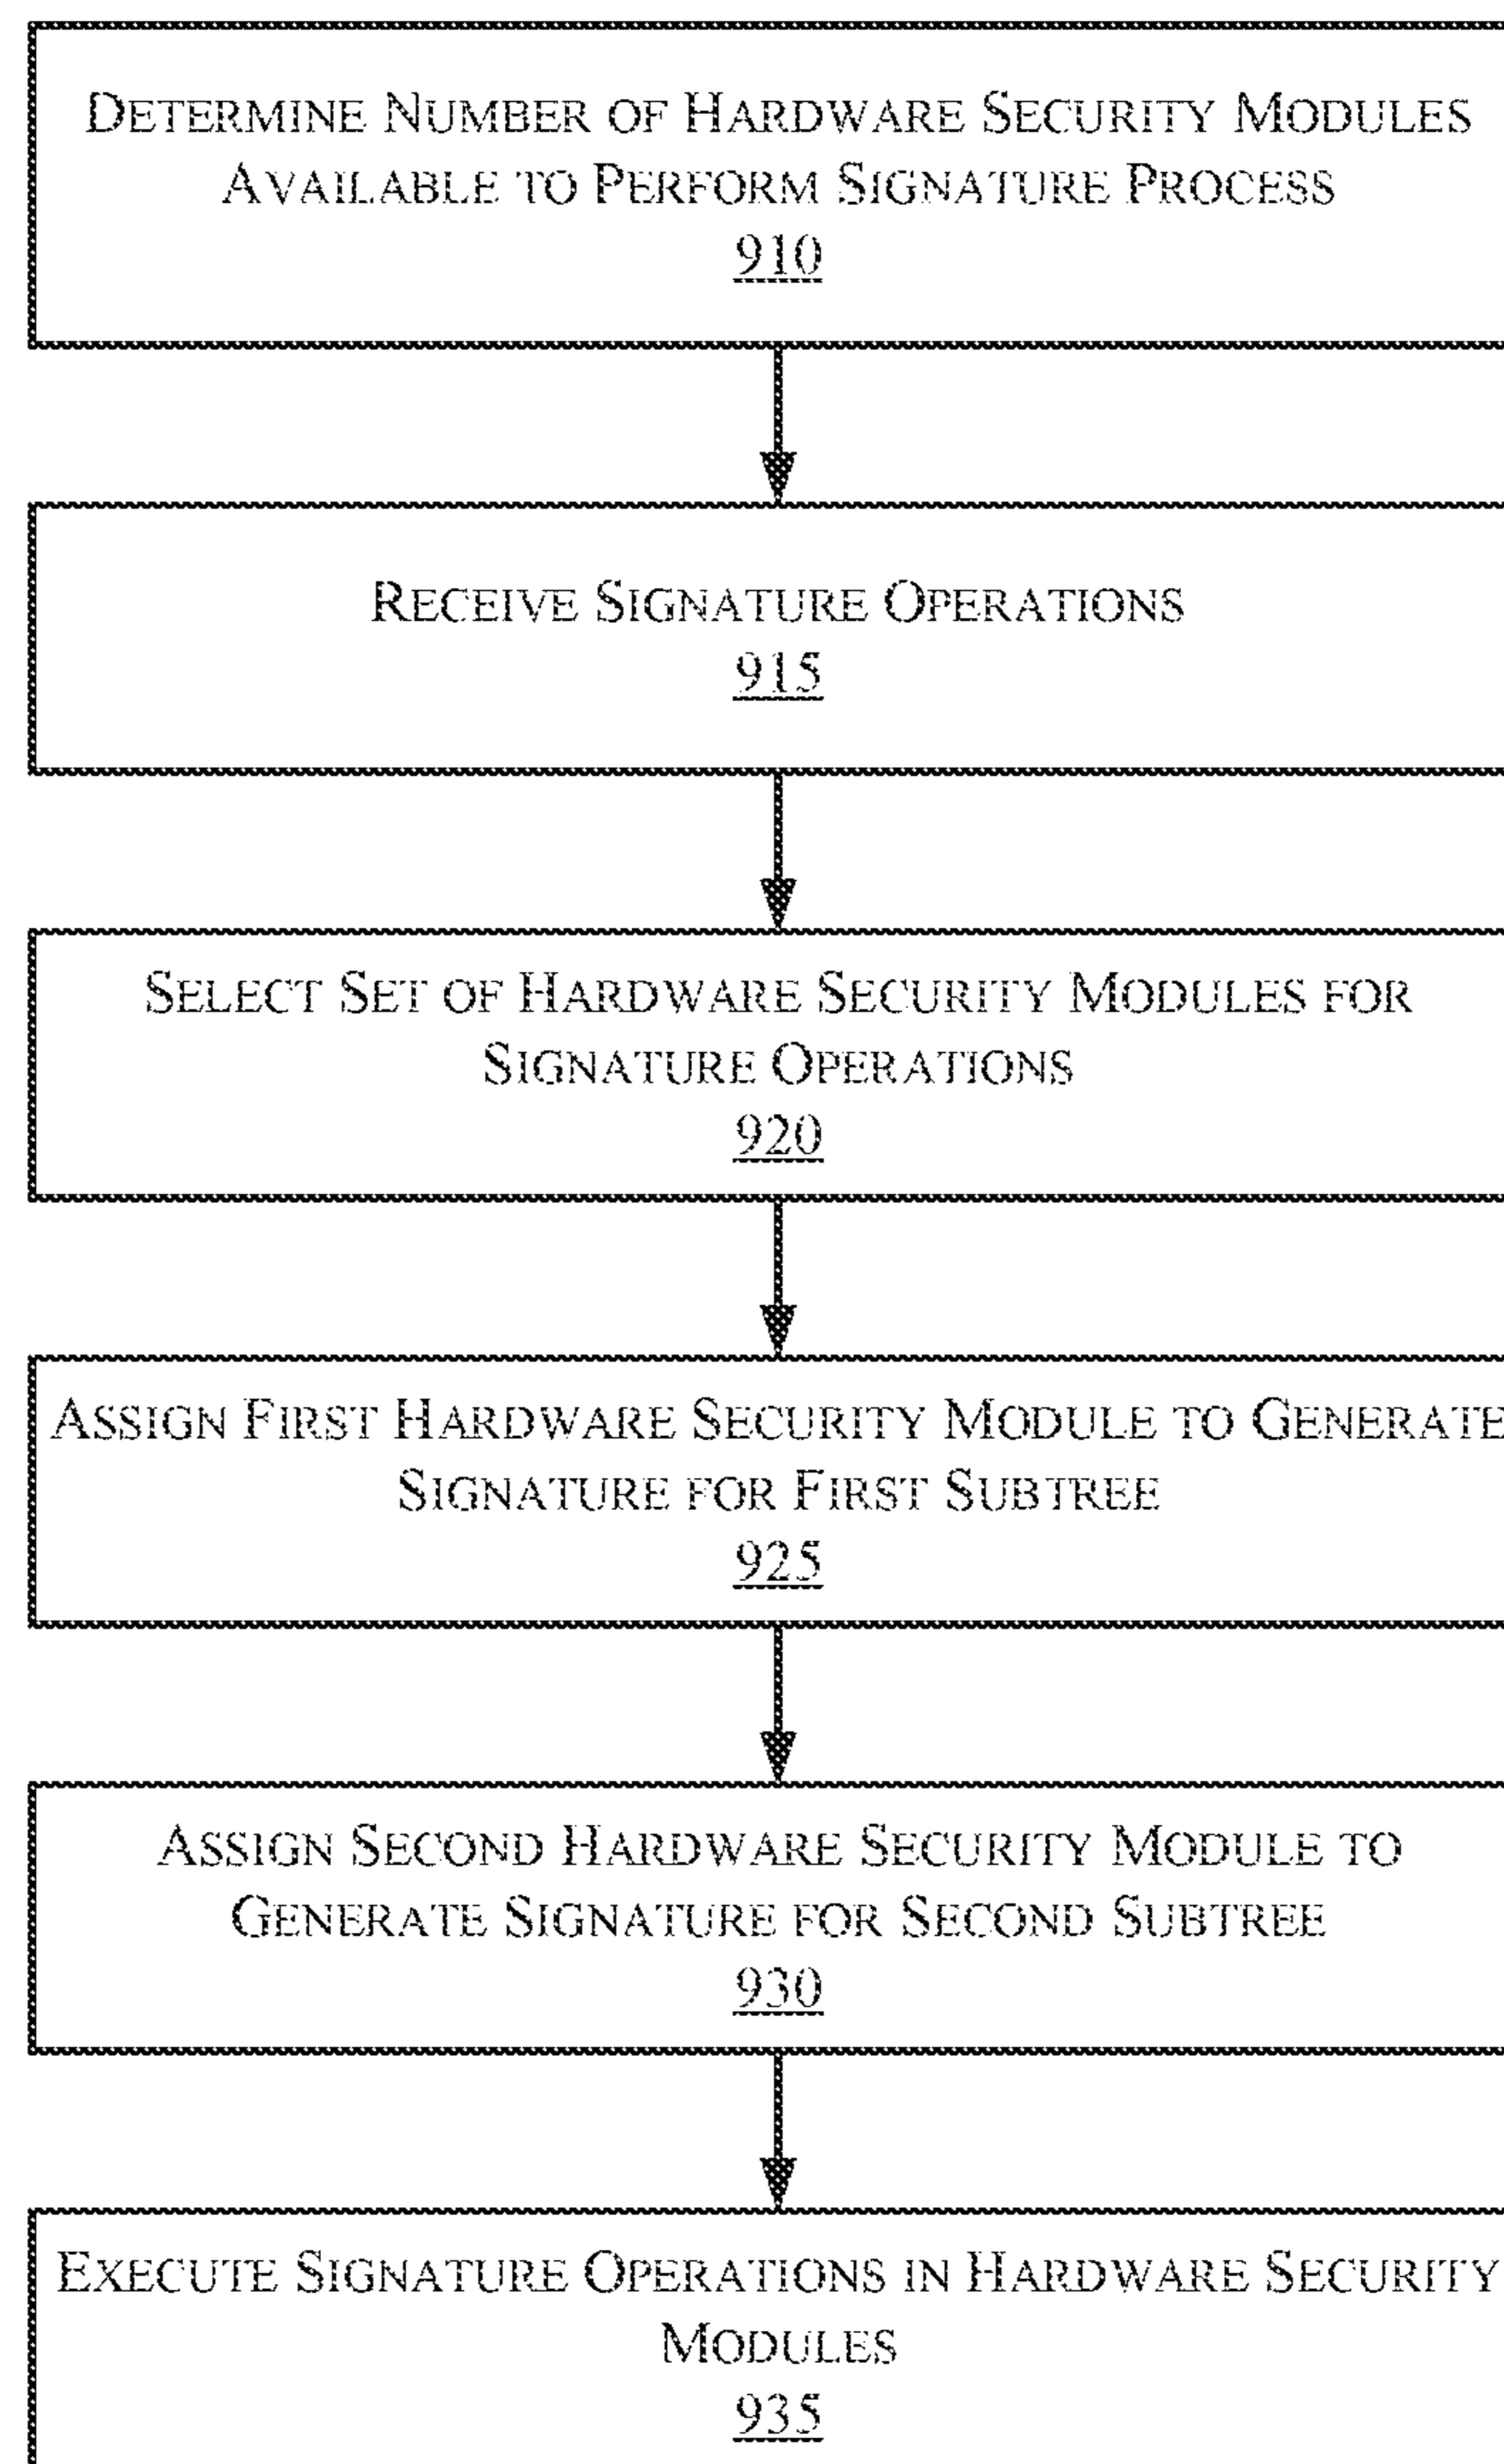 DETERMINE NUMBER OF HARDWARE SECURITY MODULES
AVAILABLE TO PERFORM SIGNATURE PROCESS
910
RECEIVE SIGNATURE OPERATIONS
915
SELECT SET OF HARDWARE SECURITY MODULES FOR
SIGNATURE OPERATIONS
920
ASSIGN FIRST HARDWARE SECURITY MODULE TO GENERATE
SIGNATURE FOR FIRST SUBTREE
925
ASSIGN SECOND HARDWARE SECURITY MODULE TO
GENERATE SIGNATURE FOR SECOND SUBTREE
930
EXECUTE SIGNATURE OPERATIONS IN HARDWARE SECURITY
MODULES
935